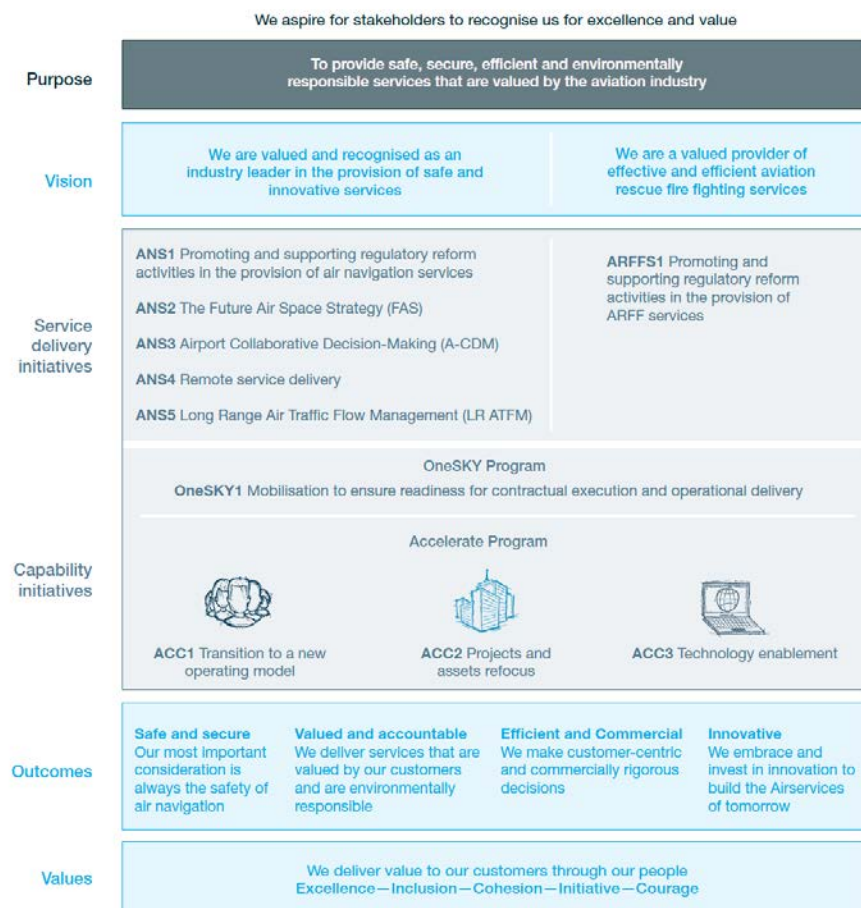 We aspire for stakeholders to recognise us for excellence and value
Purpose
To provide safe, secure, efficient and environmentally
responsible services that are valued by the aviation industry
Vision
We are valued and recognised as an
industry leader in the provision of safe and
innovative services
We are a valued provider of
effective and efficient aviation
rescue fire fighting services
Service
delivery
initiatives
ANS1 Promoting and supporting regulatory reform
activities in the provision of air navigation services
ANS2 The Future Air Space Strategy (FAS)
ANS3 Airport Collaborative Decision-Making (A-CDM)
ANS4 Remote service delivery
ANS5 Long Range Air Traffic Flow Management (LR ATFM)
ARFFS1 Promoting and
supporting regulatory reform
activities in the provision of
ARFF services
Capability
initiatives
OneSKY Program
OneSKY1 Mobilisation to ensure readiness for contractual execution and operational delivery
Accelerate Program
ACC1 Transition to a new
operating model
ACC2 Projects and
assets refocus
ACC3 Technology enablement
Outcomes
Safe and secure
Our most important
consideration is
always the safety of
air navigation
Valued and accountable
We deliver services that are
valued by our customers
and are environmentally
responsible
Efficient and Commercial
We make customer-centric
and commercially rigorous
decisions
Innovative
We embrace and
invest in innovation to
build the Airservices
of tomorrow
Values
We deliver value to our customers through our people
Excellence—Inclusion—Cohesion—Initiative—Courage